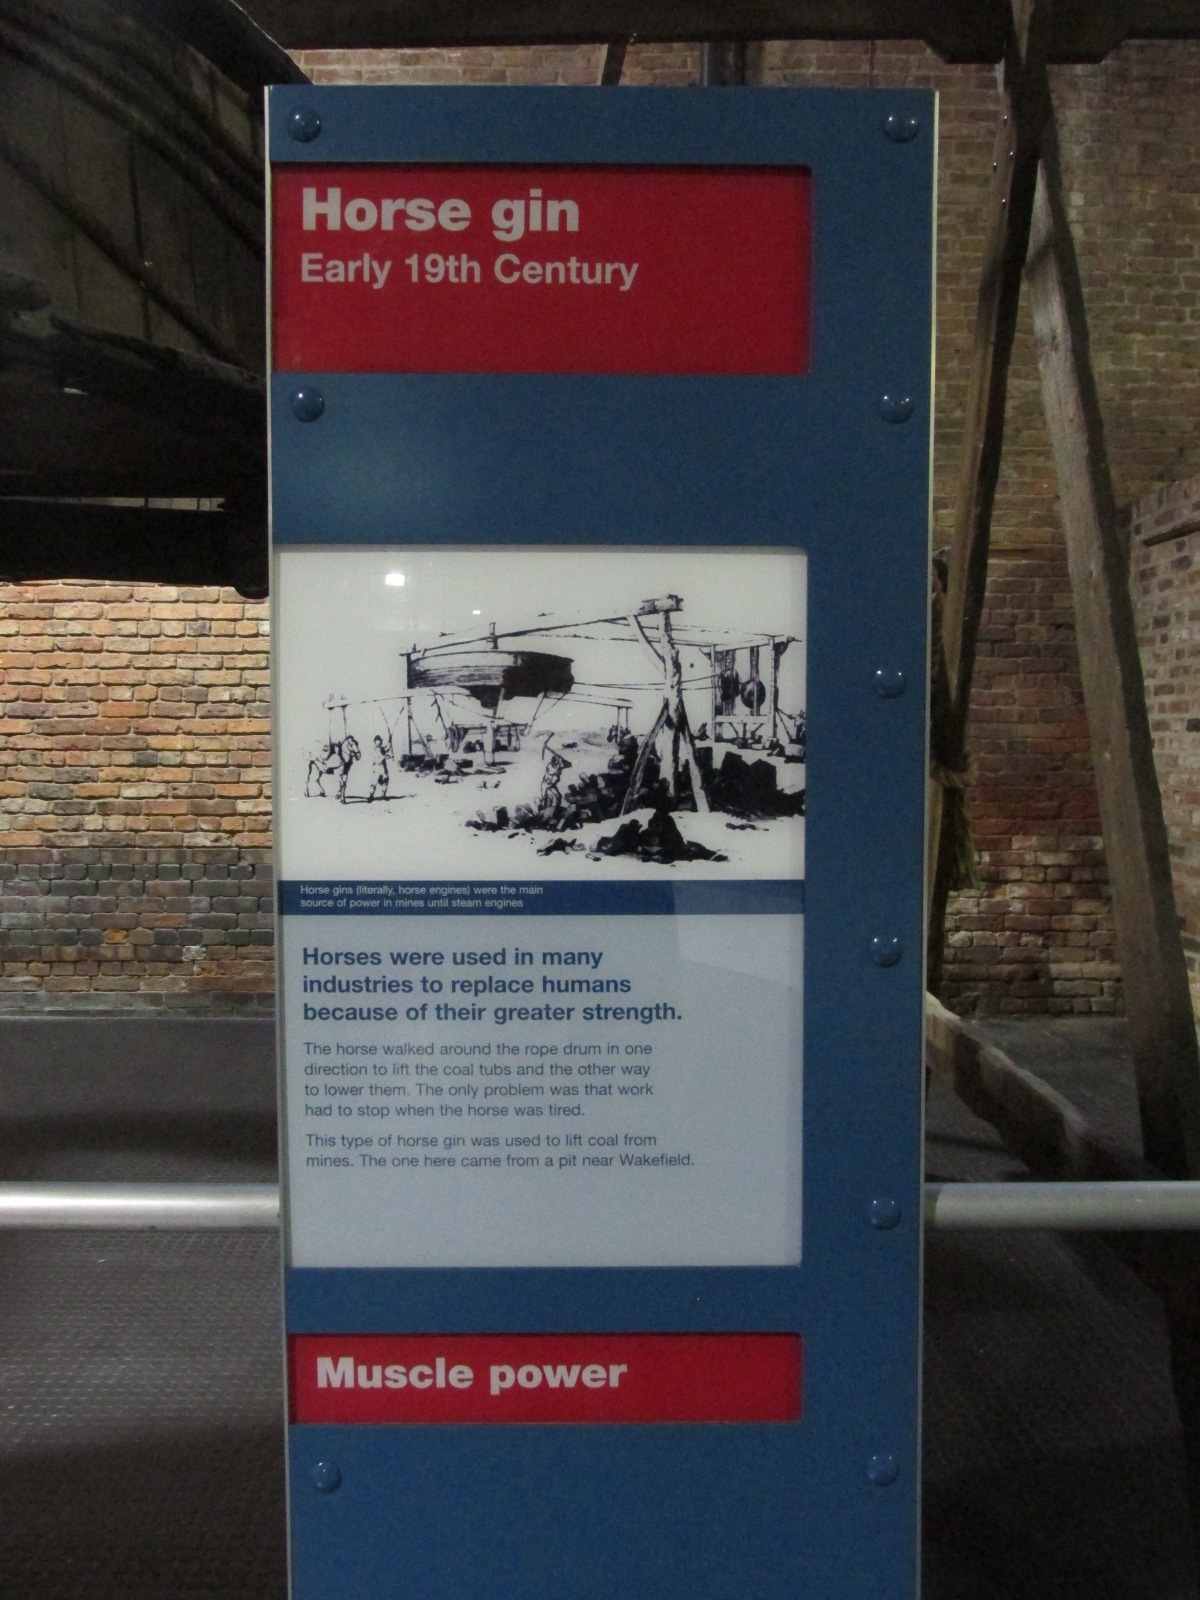 Horse gin
Early 19th Century
Horse gins (literally, horse engines) were the main
source of power in mines until steam engines
Horses were used in many
industries to replace humans
because of their greater strength.
The horse walked around the rope drum in one
direction to lift the coal tubs and the other way
to lower them. The only problem was that work
had to stop when the horse was tired.
This type of horse gin was used to lift coal from
mines. The one here came from a pit near Wakefield.
Muscle power